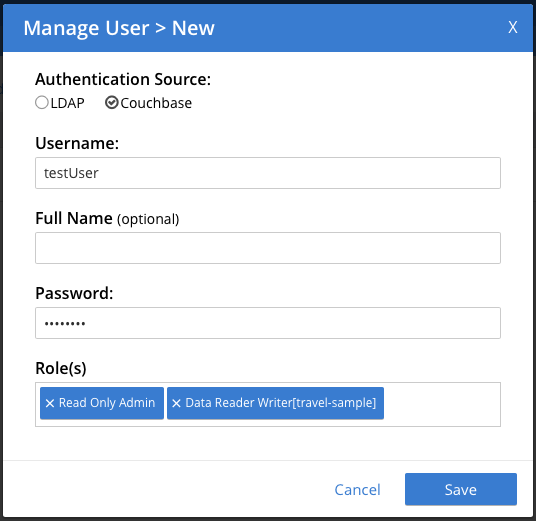 Manage User > New X
Authentication Source:
LDAP Couchbase
Username:
testUser
Full Name (optional)
Password:
••••••••
Role(s)
× Read Only Admin × Data Reader Writer[travel-sample]
Cancel Save